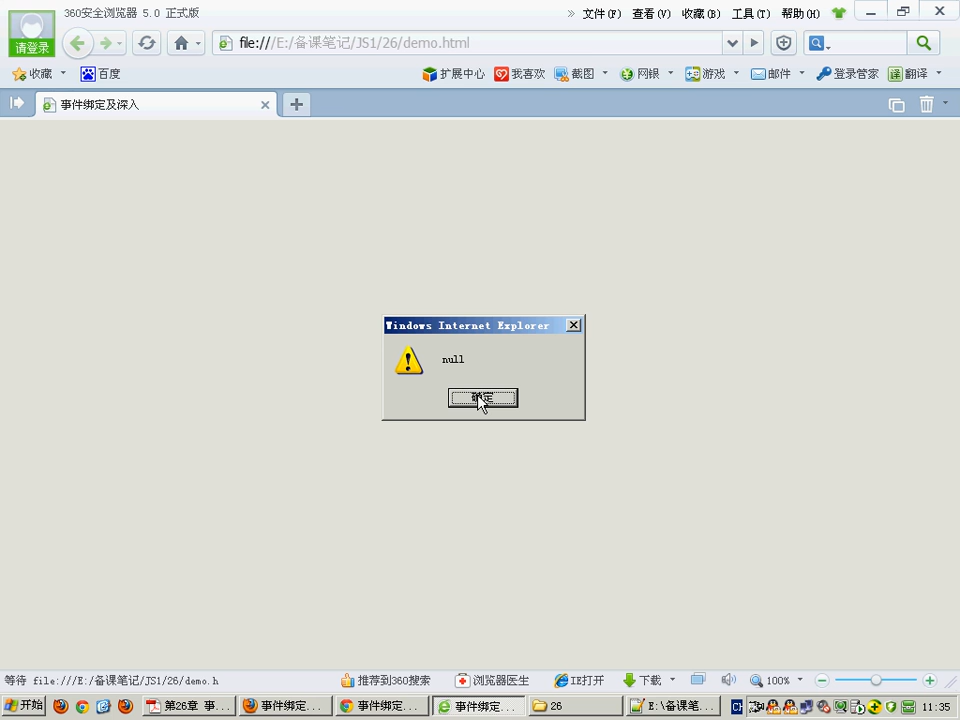 360安全浏览器 5.0 正式版
» 文件(F) 查看(V) 收藏(B) 工具(T) 帮助(H)
请登录
file:///E:/备课笔记/JS1/26/demo.html
收藏 百度 扩展中心 我喜欢 截图 网银 游戏 邮件 登录管家 翻译
事件绑定及深入
Windows Internet Explorer
null
确定
等待 file:///E:/备课笔记/JS1/26/demo.h 推荐到360搜索 浏览器医生 IE打开 下载 100%
开始 第26章 事... 事件绑定... 事件绑定... 事件绑定... 26 E:\备课笔... CH 11:35